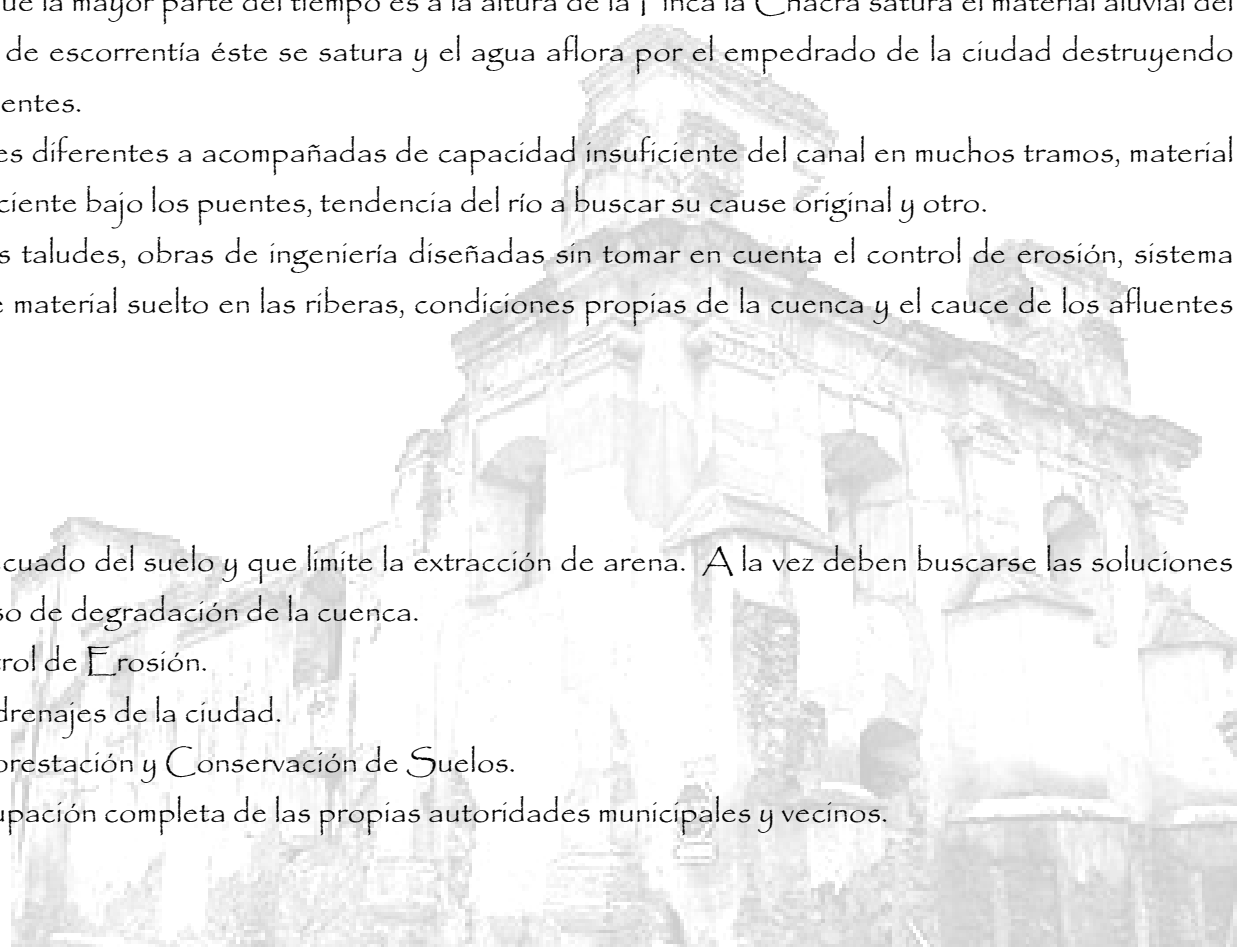 ue la mayor parte del tiempo es a la altura de la Finca la Chacra satura el material aluvial del
de escorrentía éste se satura y el agua aflora por el empedrado de la ciudad destruyendo
entes.
es diferentes a acompañadas de capacidad insuficiente del canal en muchos tramos, material
ciente bajo los puentes, tendencia del río a buscar su cause original y otro.
s taludes, obras de ingeniería diseñadas sin tomar en cuenta el control de erosión, sistema
e material suelto en las riberas, condiciones propias de la cuenca y el cauce de los afluentes
cuado del suelo y que limite la extracción de arena. A la vez deben buscarse las soluciones
so de degradación de la cuenca.
trol de Erosión.
drenajes de la ciudad.
orestación y Conservación de Suelos.
upación completa de las propias autoridades municipales y vecinos.